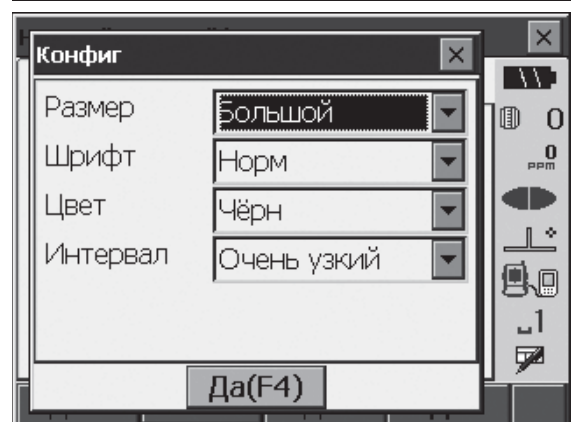 Конфиг
Размер Большой
Шрифт Норм
Цвет Чёрн
Интервал Очень узкий
Да(F4)
0
0
ppm
1